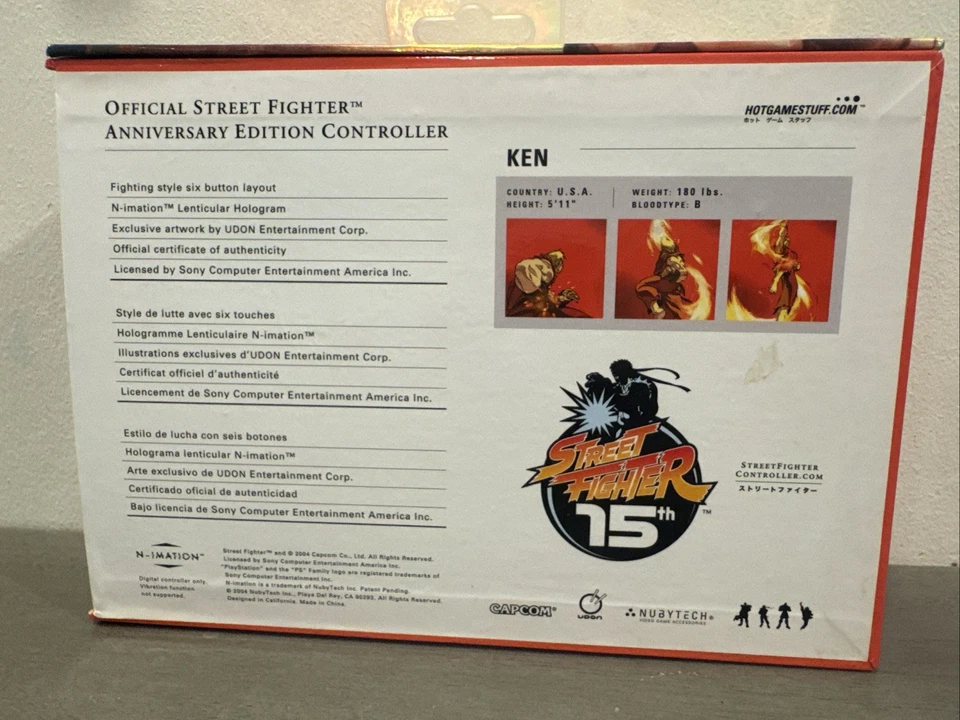 OFFICIAL STREET FIGHTER™
ANNIVERSARY EDITION CONTROLLER
Fighting style six button layout
N-imation™ Lenticular Hologram
Exclusive artwork by UDON Entertainment Corp.
Official certificate of authenticity
Licensed by Sony Computer Entertainment America Inc.
Style de lutte avec six touches
Hologramme Lenticulaire N-imation™
Illustrations exclusives d'UDON Entertainment Corp.
Certificat officiel d'authenticité
Licencement de Sony Computer Entertainment America Inc.
Estilo de lucha con seis botones
Holograma lenticular N-imation™
Arte exclusivo de UDON Entertainment Corp.
Certificado oficial de autenticidad
Bajo licencia de Sony Computer Entertainment America Inc.
N-IMATION™
Digital controller only.
Vibration function
not supported.
Street Fighter™ and © 2004 Capcom Co., Ltd. All Rights Reserved.
Licensed by Sony Computer Entertainment America Inc.
"PlayStation" and the "PS" Family logo are registered trademarks of
Sony Computer Entertainment Inc.
N-imation is a trademark of NubyTech Inc. Patent Pending.
© 2004 NubyTech Inc., Playa Del Rey, CA 90293. All Rights Reserved.
Designed in California. Made in China.
HOTGAMESTUFF.COM™
ホット ゲーム スタッフ
KEN
COUNTRY: U.S.A.
HEIGHT: 5'11"
WEIGHT: 180 lbs.
BLOODTYPE: B
STREET
FIGHTER
15th™
STREETFIGHTER
CONTROLLER.COM
ストリートファイター
CAPCOM®
UDON
NUBYTECH®
VIDEO GAME ACCESSORIES